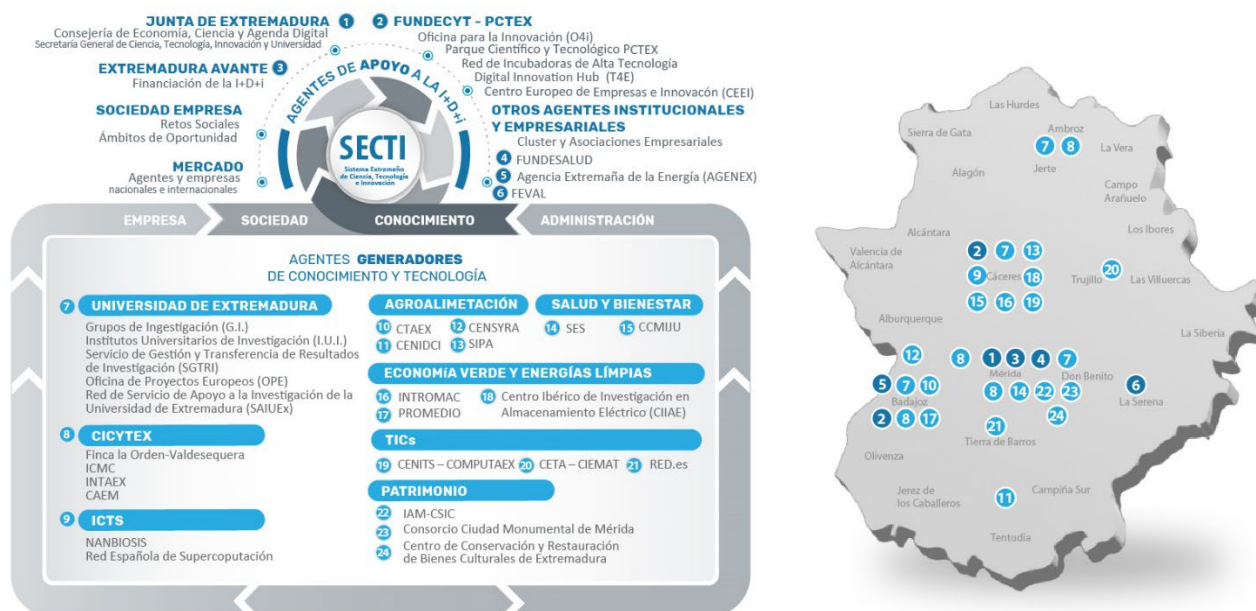 JUNTA DE EXTREMADURA 1
Consejería de Economía, Ciencia y Agenda Digital
Secretaría General de Ciencia, Tecnología, Innovación y Universidad
EXTREMADURA AVANTE 3
Financiación de la I+D+i
SOCIEDAD EMPRESA
Retos Sociales
Ámbitos de Oportunidad
MERCADO
Agentes y empresas
nacionales e internacionales
AGENTES DE APOYO A LA I+D+i
SECTI
Sistema Extremeño
de Ciencia, Tecnología
e Innovación
2 FUNDECYT - PCTEX
Oficina para la Innovación (O4i)
Parque Científico y Tecnológico PCTEX
Red de Incubadoras de Alta Tecnología
Digital Innovation Hub (T4E)
Centro Europeo de Empresas e Innovacón (CEEI)
OTROS AGENTES INSTITUCIONALES
Y EMPRESARIALES
Cluster y Asociaciones Empresariales
4 FUNDESALUD
5 Agencia Extremaña de la Energía (AGENEX)
6 FEVAL
EMPRESA SOCIEDAD CONOCIMIENTO ADMINISTRACIÓN
AGENTES GENERADORES
DE CONOCIMIENTO Y TECNOLOGÍA
7 UNIVERSIDAD DE EXTREMADURA
Grupos de Ingestigación (G.I.)
Institutos Universitarios de Investigación (I.U.I.)
Servicio de Gestión y Transferencia de Resultados
de Investigación (SGTRI)
Oficina de Proyectos Europeos (OPE)
Red de Servicio de Apoyo a la Investigación de la
Universidad de Extremadura (SAIUEx)
8 CICYTEX
Finca la Orden-Valdesequera
ICMC
INTAEX
CAEM
9 ICTS
NANBIOSIS
Red Española de Supercoputación
AGROALIMETACIÓN
10 CTAEX 12 CENSYRA
11 CENIDCI 13 SIPA
SALUD Y BIENESTAR
14 SES 15 CCMIJU
ECONOMíA VERDE Y ENERGÍAS LÍMPIAS
16 INTROMAC
17 PROMEDIO
18 Centro Ibérico de Investigación en
Almacenamiento Eléctrico (CIIAE)
TICs
19 CENITS – COMPUTAEX 20 CETA – CIEMAT 21 RED.es
PATRIMONIO
22 IAM-CSIC
23 Consorcio Ciudad Monumental de Mérida
24 Centro de Conservación y Restauración
de Bienes Culturales de Extremadura
Las Hurdes
Sierra de Gata
Ambroz
7 8
La Vera
Jerte
Alagón
Campo
Arañuelo
Los Ibores
Alcántara
Valencia de
Alcántara
2 7 13
9 Cáceres 18
15 16 19
20
Trujillo
Las Villuercas
Alburquerque
La Siberia
12 8 1 3 4 7
Mérida
Don Benito
5 7 10
Badajoz
8 14 22 23
6
La Serena
2 8 17
24
21
Tierra de Barros
Olivenza
Jerez de
los Caballeros
11
Campiña Sur
Tentudía